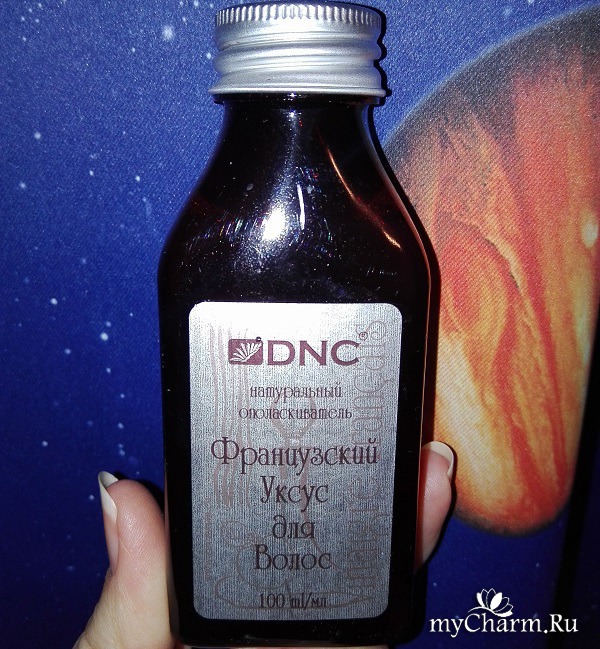 DNC
натуральный
ополаскиватель
Французский
Уксус
для
Волос
100 ml/мл
myCharm.Ru